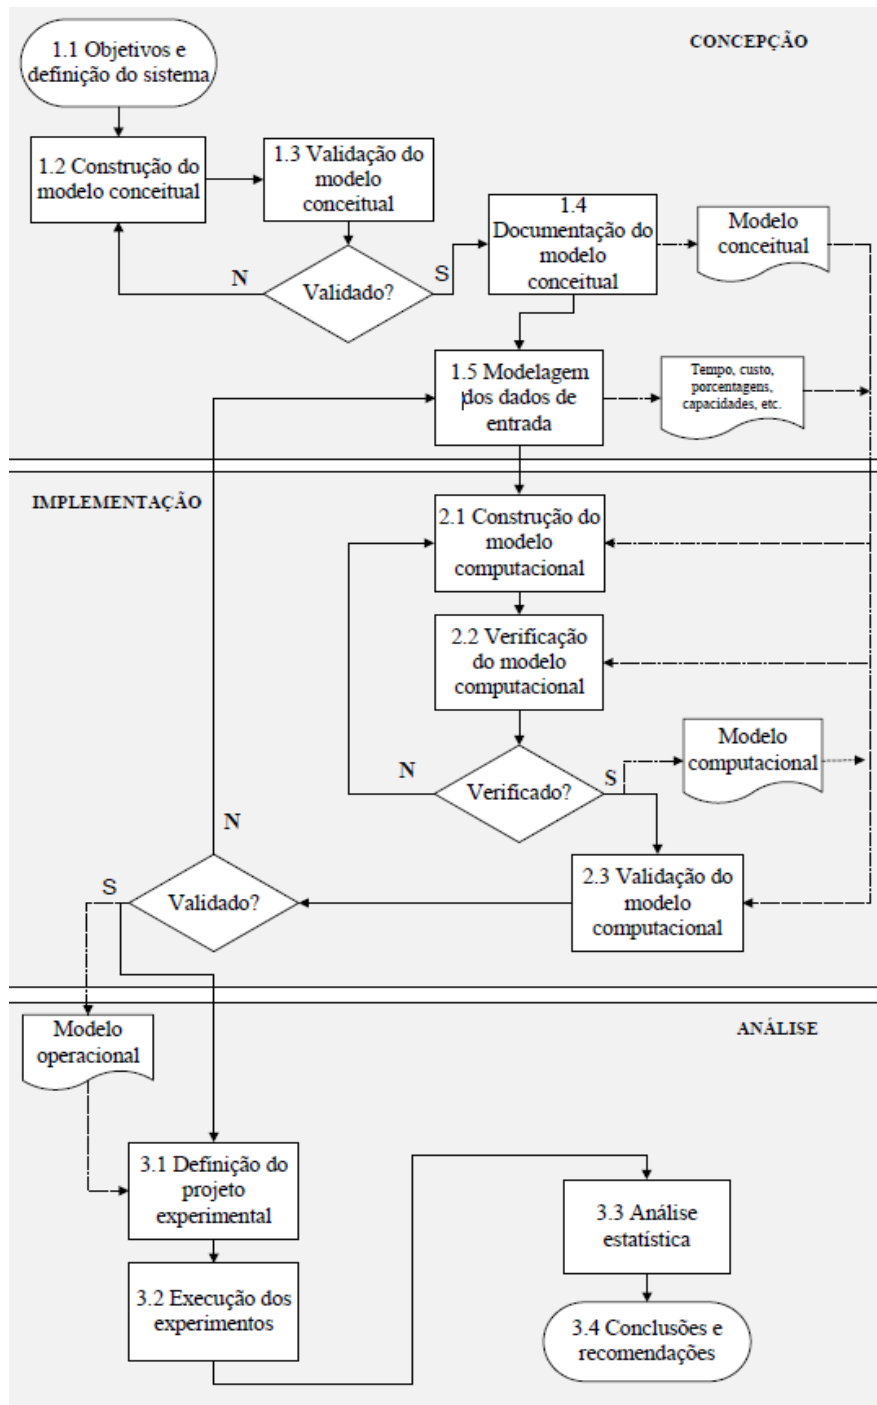 CONCEPÇÃO
1.1 Objetivos e
definição do sistema
1.2 Construção do
modelo conceitual
1.3 Validação do
modelo
conceitual
Validado?
N
S
1.4
Documentação do
modelo
conceitual
Modelo
conceitual
1.5 Modelagem
dos dados de
entrada
Tempo, custo,
porcentagens,
capacidades, etc.
IMPLEMENTAÇÃO
2.1 Construção do
modelo
computacional
2.2 Verificação
do modelo
computacional
Verificado?
N
S
Modelo
computacional
2.3 Validação do
modelo
computacional
Validado?
N
S
ANÁLISE
Modelo
operacional
3.1 Definição do
projeto
experimental
3.2 Execução dos
experimentos
3.3 Análise
estatística
3.4 Conclusões e
recomendações